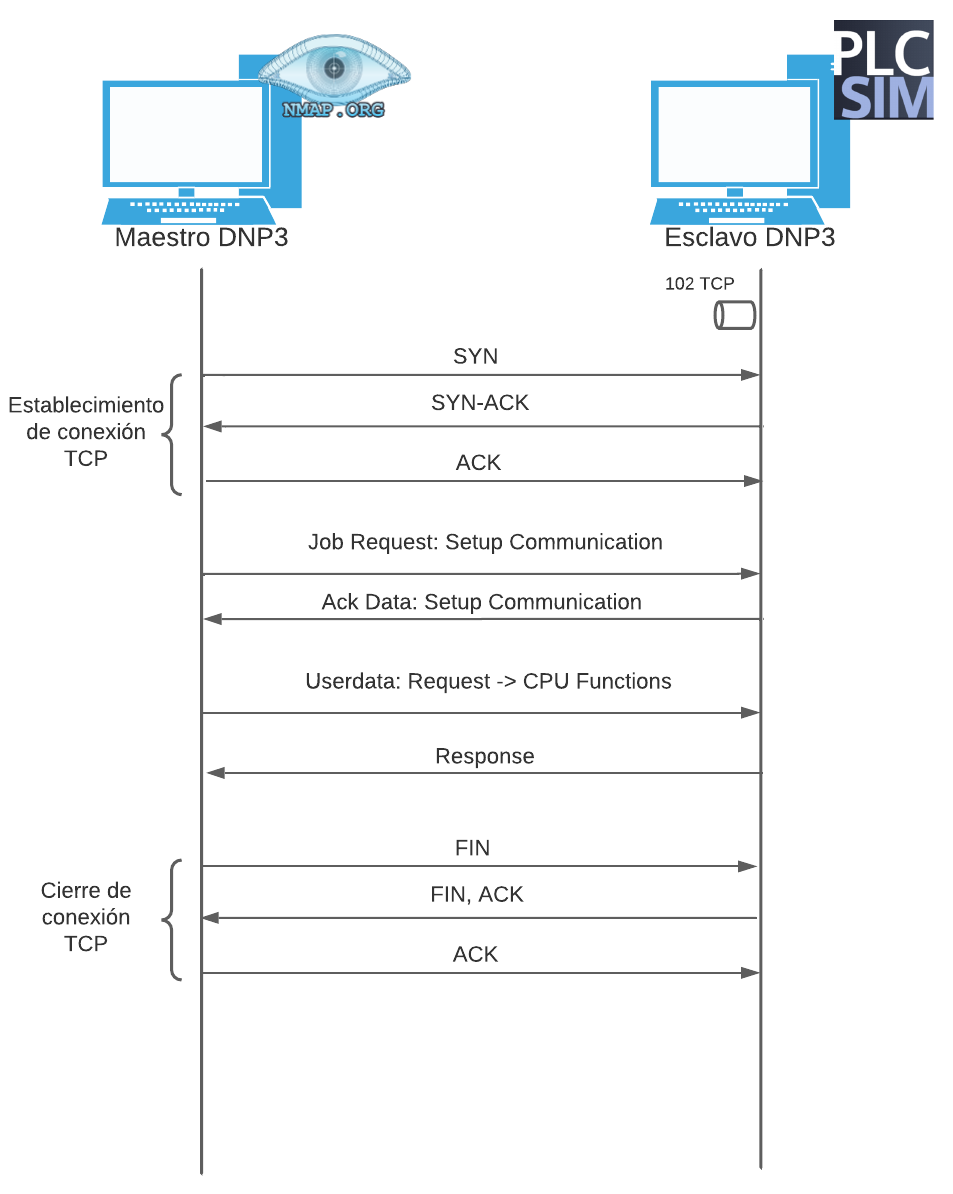 NMAP.ORG
PLC
SIM
Maestro DNP3
Esclavo DNP3
102 TCP
SYN
SYN-ACK
Establecimiento
de conexión
TCP
ACK
Job Request: Setup Communication
Ack Data: Setup Communication
Userdata: Request -> CPU Functions
Response
FIN
Cierre de
conexión
TCP
FIN, ACK
ACK